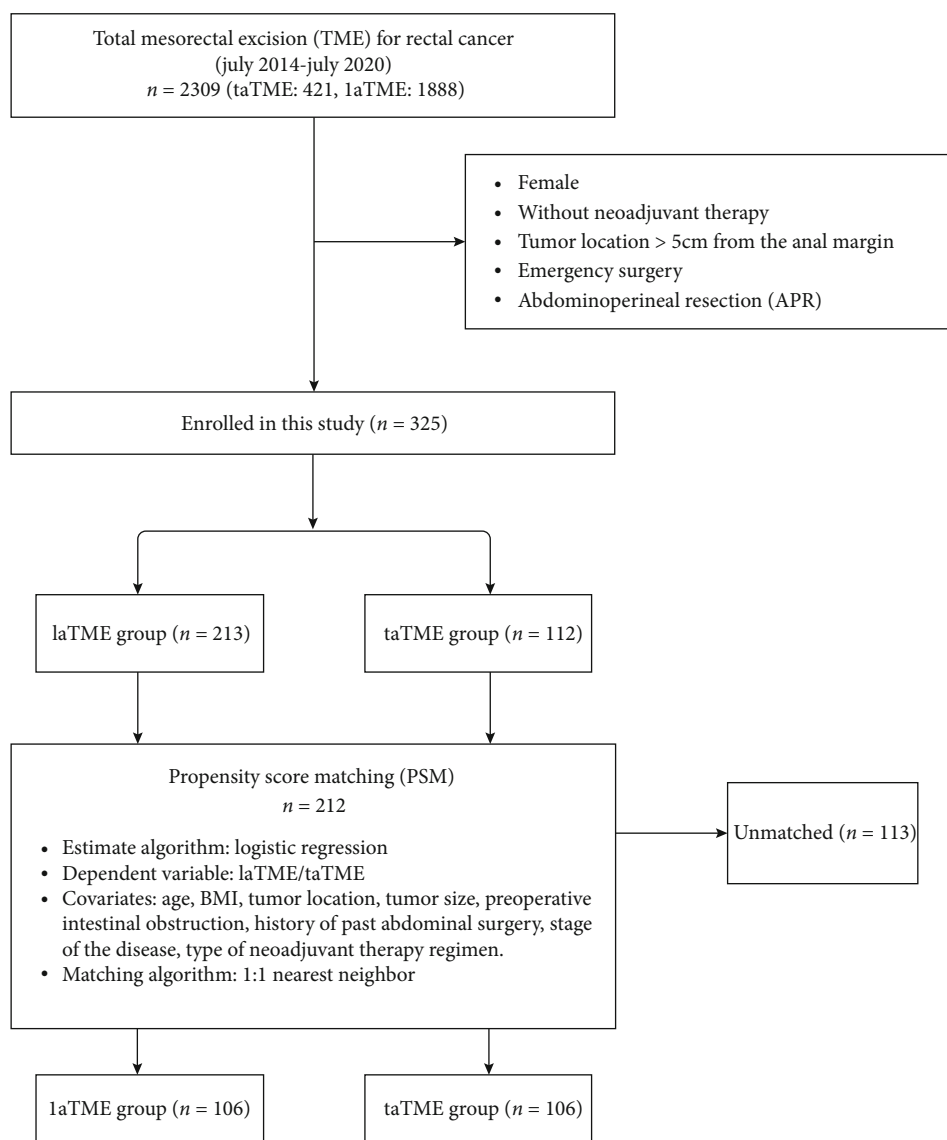 Total mesorectal excision (TME) for rectal cancer
(july 2014-july 2020)
n = 2309 (taTME: 421, 1aTME: 1888)
• Female
• Without neoadjuvant therapy
• Tumor location > 5cm from the anal margin
• Emergency surgery
• Abdominoperineal resection (APR)
Enrolled in this study (n = 325)
laTME group (n = 213)
taTME group (n = 112)
Propensity score matching (PSM)
n = 212
• Estimate algorithm: logistic regression
• Dependent variable: laTME/taTME
• Covariates: age, BMI, tumor location, tumor size, preoperative
intestinal obstruction, history of past abdominal surgery, stage
of the disease, type of neoadjuvant therapy regimen.
• Matching algorithm: 1:1 nearest neighbor
Unmatched (n = 113)
1aTME group (n = 106)
taTME group (n = 106)